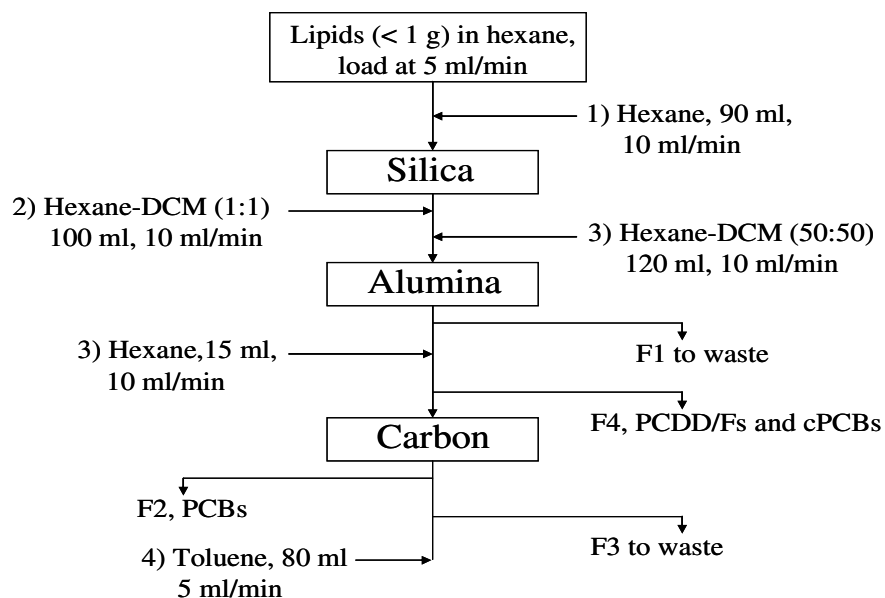 Lipids (< 1 g) in hexane,
load at 5 ml/min
1) Hexane, 90 ml,
10 ml/min
Silica
2) Hexane-DCM (1:1)
100 ml, 10 ml/min
3) Hexane-DCM (50:50)
120 ml, 10 ml/min
Alumina
3) Hexane,15 ml,
10 ml/min
F1 to waste
F4, PCDD/Fs and cPCBs
Carbon
F2, PCBs
F3 to waste
4) Toluene, 80 ml
5 ml/min